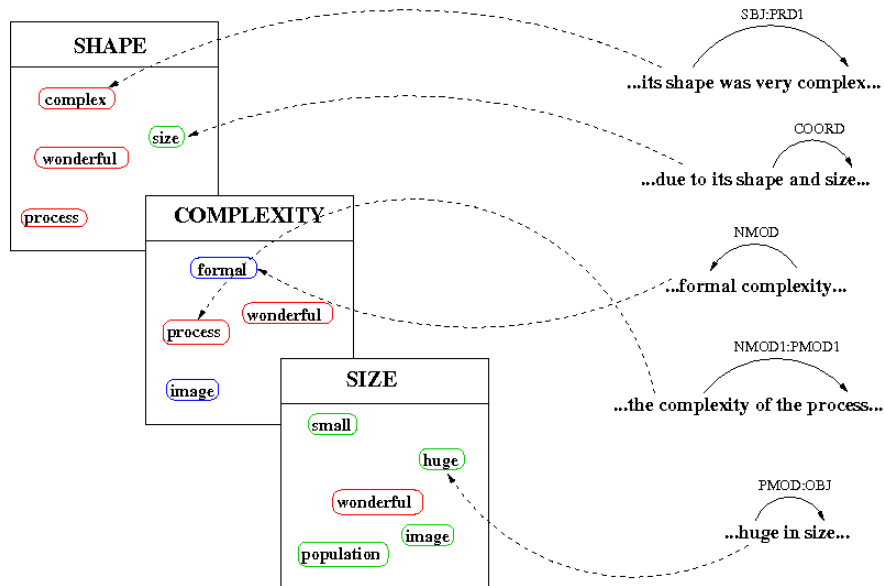 SHAPE
complex
size
wonderful
process
COMPLEXITY
formal
wonderful
process
image
SIZE
small
huge
wonderful
image
population
SBJ:PRD1
...its shape was very complex...
COORD
...due to its shape and size...
NMOD
...formal complexity...
NMOD1:PMOD1
...the complexity of the process...
PMOD:OBJ
...huge in size...